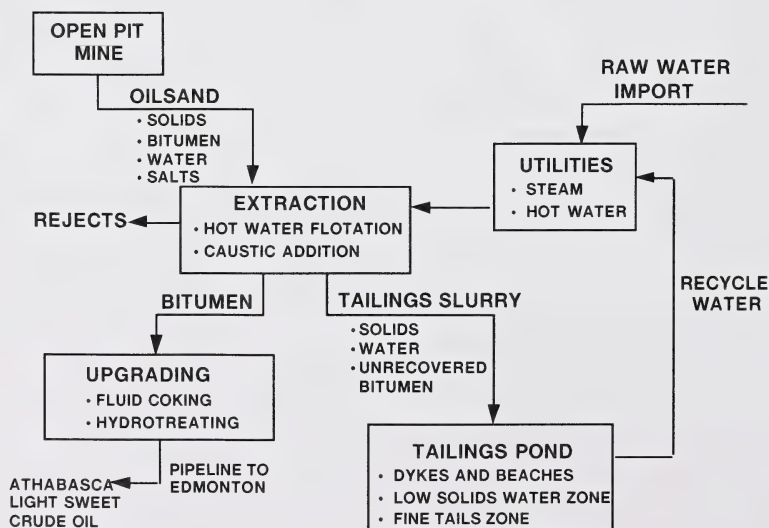 OPEN PIT
MINE
OILSAND
• SOLIDS
• BITUMEN
• WATER
• SALTS
RAW WATER
IMPORT
UTILITIES
• STEAM
• HOT WATER
EXTRACTION
• HOT WATER FLOTATION
• CAUSTIC ADDITION
REJECTS
BITUMEN
TAILINGS SLURRY
• SOLIDS
• WATER
• UNRECOVERED
BITUMEN
RECYCLE
WATER
UPGRADING
• FLUID COKING
• HYDROTREATING
PIPELINE TO
EDMONTON
ATHABASCA
LIGHT SWEET
CRUDE OIL
TAILINGS POND
• DYKES AND BEACHES
• LOW SOLIDS WATER ZONE
• FINE TAILS ZONE